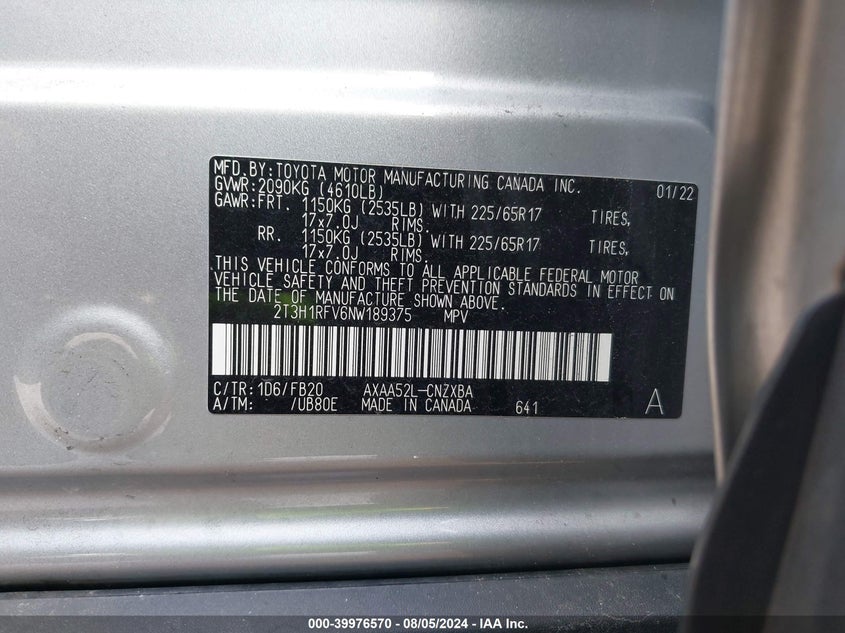 MFD.BY:TOYOTA MOTOR MANUFACTURING CANADA INC. 01/22
GVWR:2090KG (4610LB)
GAWR:FRT. 1150KG (2535LB) WITH 225/65R17 TIRES,
17x7.0J RIMS.
RR. 1150KG (2535LB) WITH 225/65R17 TIRES,
17x7.0J RIMS.
THIS VEHICLE CONFORMS TO ALL APPLICABLE FEDERAL MOTOR
VEHICLE SAFETY AND THEFT PREVENTION STANDARDS IN EFFECT ON
THE DATE OF MANUFACTURE SHOWN ABOVE.
2T3H1RFV6NW189375 MPV
C/TR:1D6/FB20 AXAA52L-CNZXBA
A/TM: /UB80E MADE IN CANADA 641 A
000-39976570 - 08/05/2024 - IAA Inc.